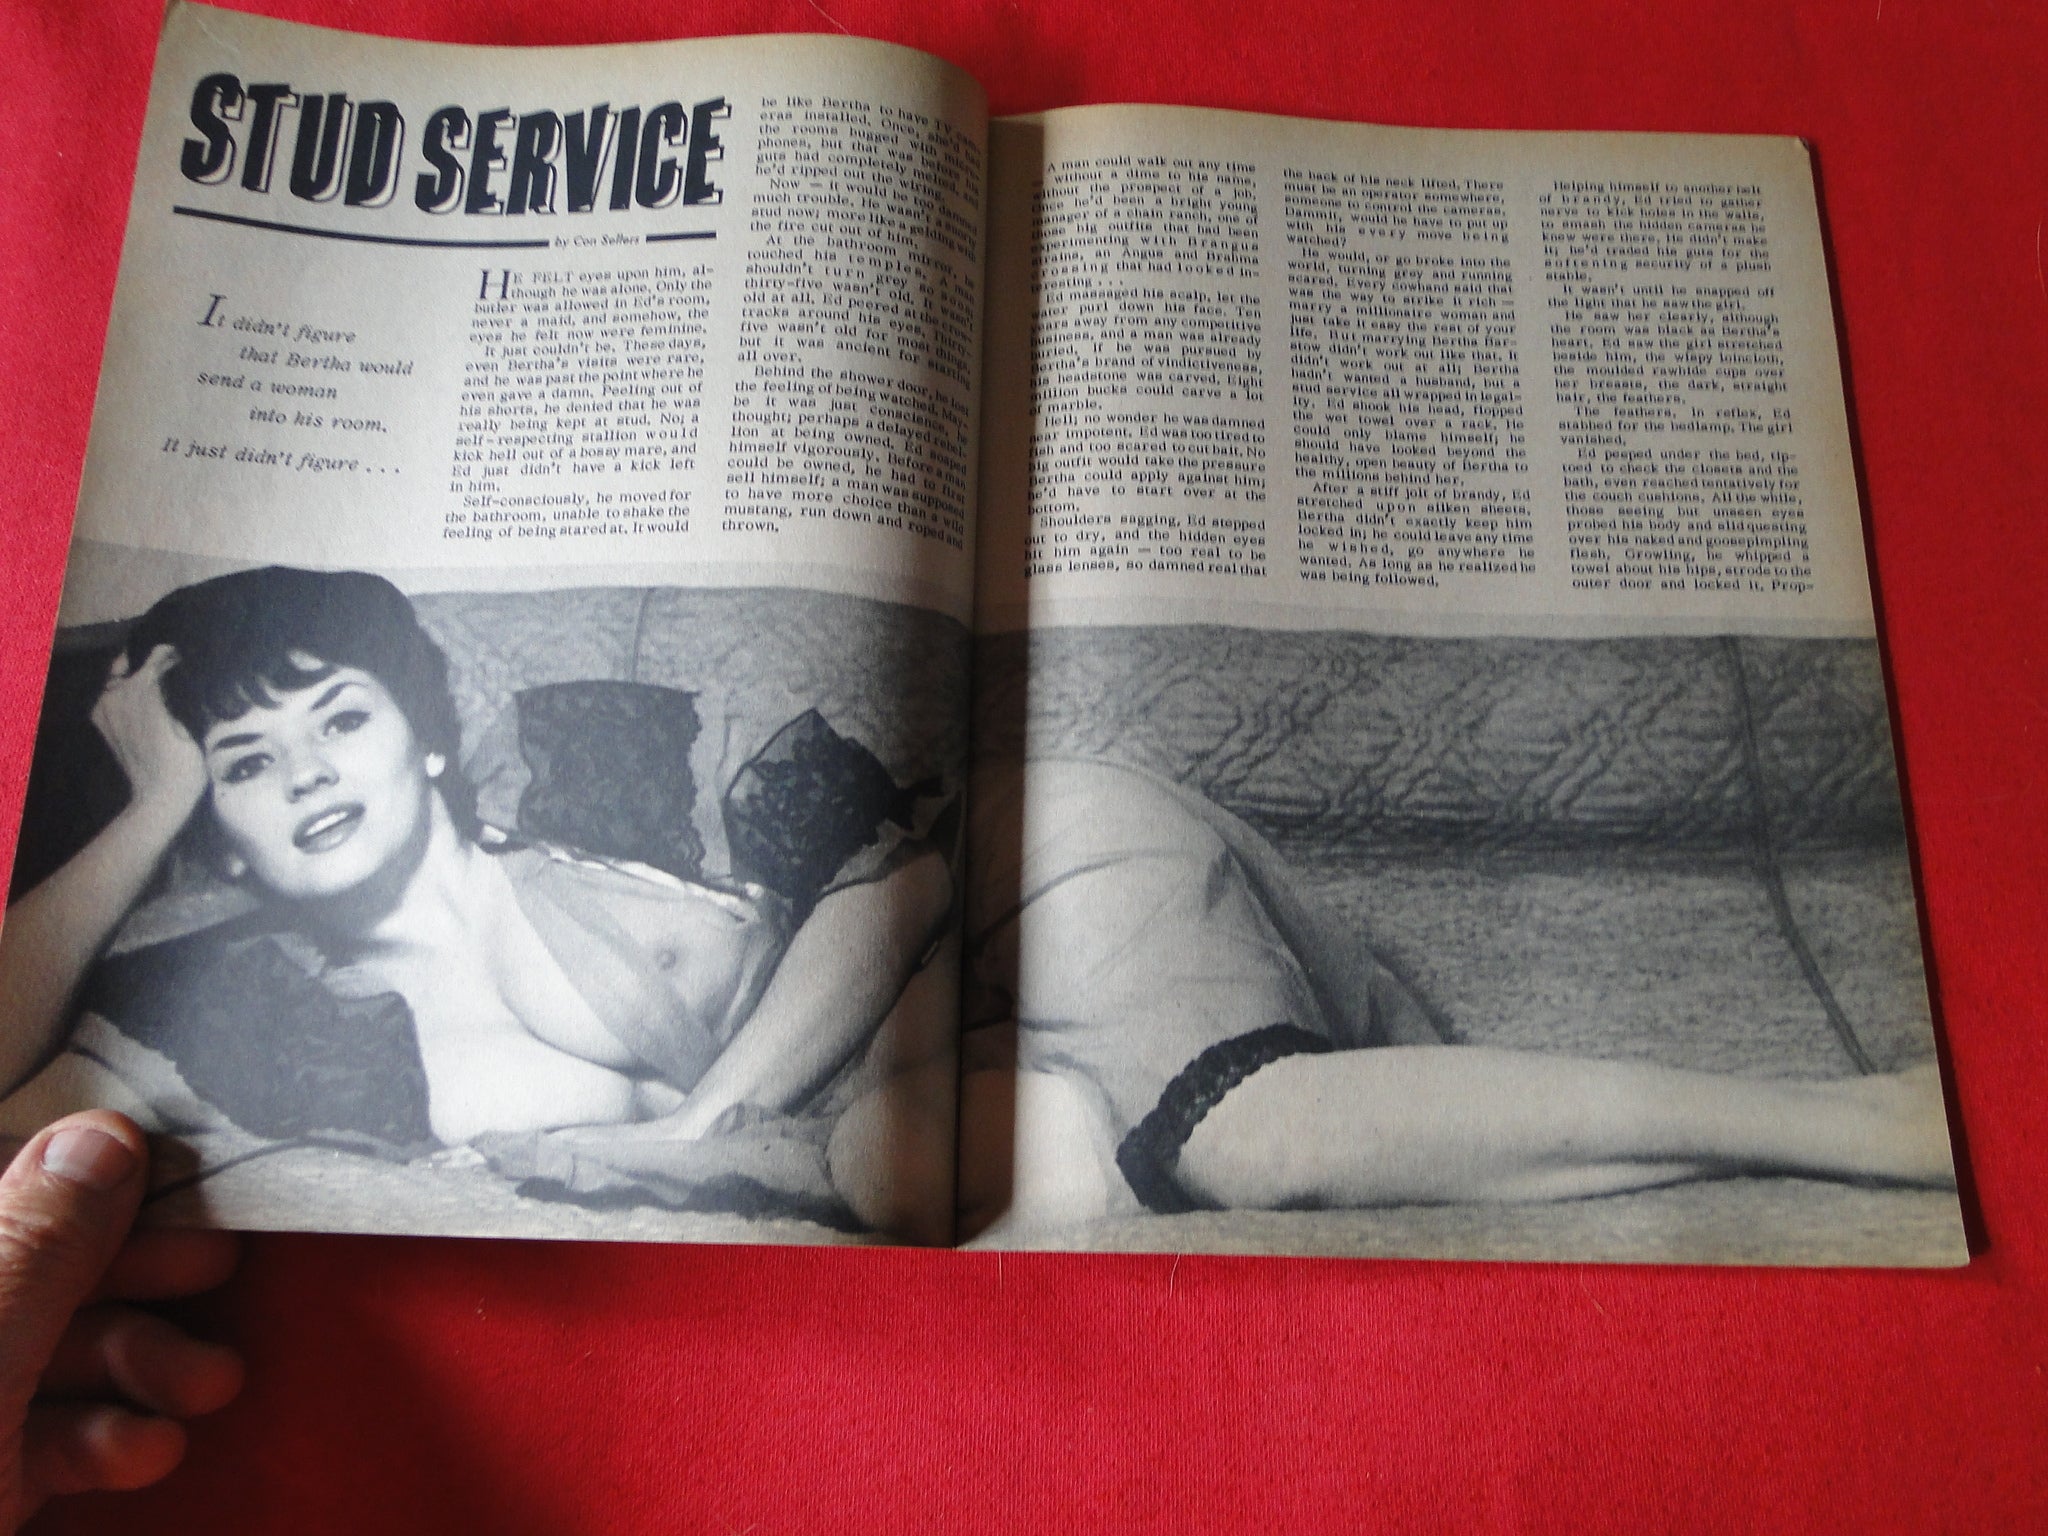 STUD SERVICE
by Con Sellers
It didn't figure
that Bertha would
send a woman
into his room.
It just didn't figure . . .
HE FELT eyes upon him, al-
though he was alone. Only the
butler was allowed in Ed's room,
never a maid, and somehow, the
eyes he felt now were feminine.
It just couldn't be. These days,
even Bertha's visits were rare,
and he was past the point where he
even gave a damn. Peeling out of
his shorts, he denied that he was
really being kept at stud. No; a
self-respecting stallion would
kick hell out of a bossy mare, and
Ed just didn't have a kick left
in him.
Self-consciously, he moved for
the bathroom, unable to shake the
feeling of being stared at. It would
be like Bertha to have TV cam-
eras installed. Once, she'd had
the rooms bugged with micro-
phones, but that was before his
guts had completely melted, and
he'd ripped out the wiring.
Now — it would be too damned
much trouble. He wasn't a snorty
stud now; more like a gelding with
the fire cut out of him.
At the bathroom mirror, he
touched his temples. A man
shouldn't turn grey so soon;
thirty-five wasn't old. It wasn't
old at all. Ed peered at the crow-
tracks around his eyes. Thirty-
five wasn't old for most things,
but it was ancient for starting
all over.
Behind the shower door, he lost
the feeling of being watched. May-
be it was just conscience, he
thought; perhaps a delayed rebel-
lion at being owned. Ed soaped
himself vigorously. Before a man
could be owned, he had to first
sell himself; a man was supposed
to have more choice than a wild
mustang, run down and roped and
thrown.
A man could walk out any time
— without a dime to his name,
without the prospect of a job.
Once he'd been a bright young
manager of a chain ranch, one of
those big outfits that had been
experimenting with Brangus
strains, an Angus and Brahma
crossing that had looked in-
teresting . . .
Ed massaged his scalp, let the
water purl down his face. Ten
years away from any competitive
business, and a man was already
buried. If he was pursued by
Bertha's brand of vindictiveness,
his headstone was carved. Eight
million bucks could carve a lot
of marble.
Hell; no wonder he was damned
near impotent. Ed was too tired to
fish and too scared to cut bait. No
big outfit would take the pressure
Bertha could apply against him;
he'd have to start over at the
bottom.
Shoulders sagging, Ed stepped
out to dry, and the hidden eyes
hit him again — too real to be
glass lenses, so damned real that
the back of his neck lifted. There
must be an operator somewhere,
someone to control the cameras.
Dammit, would he have to put up
with his every move being
watched?
He would, or go broke into the
world, turning grey and running
scared. Every cowhand said that
was the way to strike it rich —
marry a millionaire woman and
just take it easy the rest of your
life. But marrying Bertha Bar-
stow didn't work out like that. It
didn't work out at all; Bertha
hadn't wanted a husband, but a
stud service all wrapped in legal-
ity. Ed shook his head, flopped
the wet towel over a rack. He
could only blame himself; he
should have looked beyond the
healthy, open beauty of Bertha to
the millions behind her.
After a stiff jolt of brandy, Ed
stretched upon silken sheets.
Bertha didn't exactly keep him
locked in; he could leave any time
he wished, go anywhere he
wanted. As long as he realized he
was being followed.
Helping himself to another belt
of brandy, Ed tried to gather
nerve to kick holes in the walls,
to smash the hidden cameras he
knew were there. He didn't make
it; he'd traded his guts for the
softening security of a plush
stable.
It wasn't until he snapped off
the light that he saw the girl.
He saw her clearly, although
the room was black as Bertha's
heart. Ed saw the girl stretched
beside him, the wispy loincloth,
the moulded rawhide cups over
her breasts, the dark, straight
hair, the feathers.
The feathers. In reflex, Ed
stabbed for the bedlamp. The girl
vanished.
Ed peeped under the bed, tip-
toed to check the closets and the
bath, even reached tentatively for
the couch cushions. All the while,
those seeing but unseen eyes
probed his body and slid questing
over his naked and goosepimpling
flesh. Growling, he whipped a
towel about his hips, strode to the
outer door and locked it. Prop-